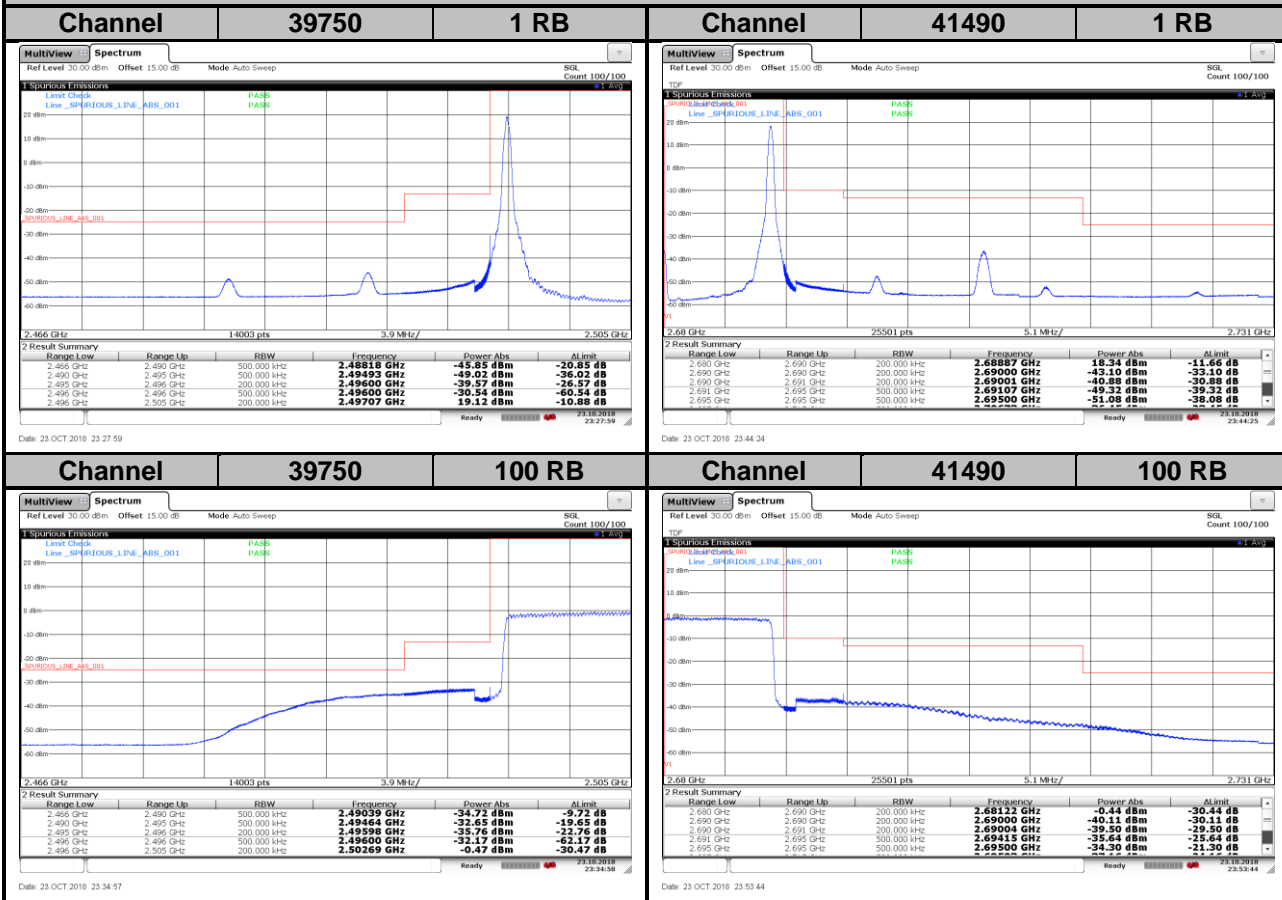 Channel 39750 1 RB
MultiView Spectrum
Ref Level 30.00 dBm Offset 15.00 dB Mode Auto Sweep SGL
Count 100/100
1 Spurious Emissions 1 Avg
Limit Check PASS
Line _SPURIOUS_LINE_ABS_001 PASS
20 dBm
10 dBm
0 dBm
-10 dBm
-20 dBm
_SPURIOUS_LINE_ABS_001
-30 dBm
-40 dBm
-50 dBm
-60 dBm
2.466 GHz 14003 pts 3.9 MHz/ 2.505 GHz
2 Result Summary
Range Low Range Up RBW Frequency Power Abs ΔLimit
2.466 GHz 2.490 GHz 500.000 kHz 2.48818 GHz -45.85 dBm -20.85 dB
2.490 GHz 2.495 GHz 500.000 kHz 2.49493 GHz -49.02 dBm -36.02 dB
2.495 GHz 2.496 GHz 200.000 kHz 2.49600 GHz -39.57 dBm -26.57 dB
2.496 GHz 2.496 GHz 500.000 kHz 2.49600 GHz -30.54 dBm -60.54 dB
2.496 GHz 2.505 GHz 200.000 kHz 2.49707 GHz 19.12 dBm -10.88 dB
Ready 23.10.2018
23:27:59
Date: 23.OCT.2018 23:27:59
Channel 41490 1 RB
MultiView Spectrum
Ref Level 30.00 dBm Offset 15.00 dB Mode Auto Sweep SGL
Count 100/100
TDF
1 Spurious Emissions 1 Avg
Limit Check PASS
Line _SPURIOUS_LINE_ABS_001 PASS
20 dBm
10 dBm
0 dBm
-10 dBm
-20 dBm
-30 dBm
-40 dBm
-50 dBm
-60 dBm
V1
2.68 GHz 25501 pts 5.1 MHz/ 2.731 GHz
2 Result Summary
Range Low Range Up RBW Frequency Power Abs ΔLimit
2.680 GHz 2.690 GHz 200.000 kHz 2.68887 GHz 18.34 dBm -11.66 dB
2.690 GHz 2.690 GHz 200.000 kHz 2.69000 GHz -43.10 dBm -33.10 dB
2.690 GHz 2.691 GHz 200.000 kHz 2.69001 GHz -40.88 dBm -30.88 dB
2.691 GHz 2.695 GHz 500.000 kHz 2.69107 GHz -49.32 dBm -39.32 dB
2.695 GHz 2.695 GHz 500.000 kHz 2.69500 GHz -51.08 dBm -38.08 dB
Ready 23.10.2018
23:44:25
Date: 23.OCT.2018 23:44:24
Channel 39750 100 RB
MultiView Spectrum
Ref Level 30.00 dBm Offset 15.00 dB Mode Auto Sweep SGL
Count 100/100
1 Spurious Emissions 1 Avg
Limit Check PASS
Line _SPURIOUS_LINE_ABS_001 PASS
20 dBm
10 dBm
0 dBm
-10 dBm
-20 dBm
_SPURIOUS_LINE_ABS_001
-30 dBm
-40 dBm
-50 dBm
-60 dBm
2.466 GHz 14003 pts 3.9 MHz/ 2.505 GHz
2 Result Summary
Range Low Range Up RBW Frequency Power Abs ΔLimit
2.466 GHz 2.490 GHz 500.000 kHz 2.49039 GHz -34.72 dBm -9.72 dB
2.490 GHz 2.495 GHz 500.000 kHz 2.49464 GHz -32.65 dBm -19.65 dB
2.495 GHz 2.496 GHz 200.000 kHz 2.49598 GHz -35.76 dBm -22.76 dB
2.496 GHz 2.496 GHz 500.000 kHz 2.49600 GHz -32.17 dBm -62.17 dB
2.496 GHz 2.505 GHz 200.000 kHz 2.50269 GHz -0.47 dBm -30.47 dB
Ready 23.10.2018
23:34:58
Date: 23.OCT.2018 23:34:57
Channel 41490 100 RB
MultiView Spectrum
Ref Level 30.00 dBm Offset 15.00 dB Mode Auto Sweep SGL
Count 100/100
TDF
1 Spurious Emissions 1 Avg
Limit Check PASS
Line _SPURIOUS_LINE_ABS_001 PASS
20 dBm
10 dBm
0 dBm
-10 dBm
-20 dBm
-30 dBm
-40 dBm
-50 dBm
-60 dBm
V1
2.68 GHz 25501 pts 5.1 MHz/ 2.731 GHz
2 Result Summary
Range Low Range Up RBW Frequency Power Abs ΔLimit
2.680 GHz 2.690 GHz 200.000 kHz 2.68122 GHz -0.44 dBm -30.44 dB
2.690 GHz 2.690 GHz 200.000 kHz 2.69000 GHz -40.11 dBm -30.11 dB
2.690 GHz 2.691 GHz 200.000 kHz 2.69004 GHz -39.50 dBm -29.50 dB
2.691 GHz 2.695 GHz 500.000 kHz 2.69415 GHz -35.64 dBm -25.64 dB
2.695 GHz 2.695 GHz 500.000 kHz 2.69500 GHz -34.30 dBm -21.30 dB
Ready 23.10.2018
23:53:44
Date: 23.OCT.2018 23:53:44